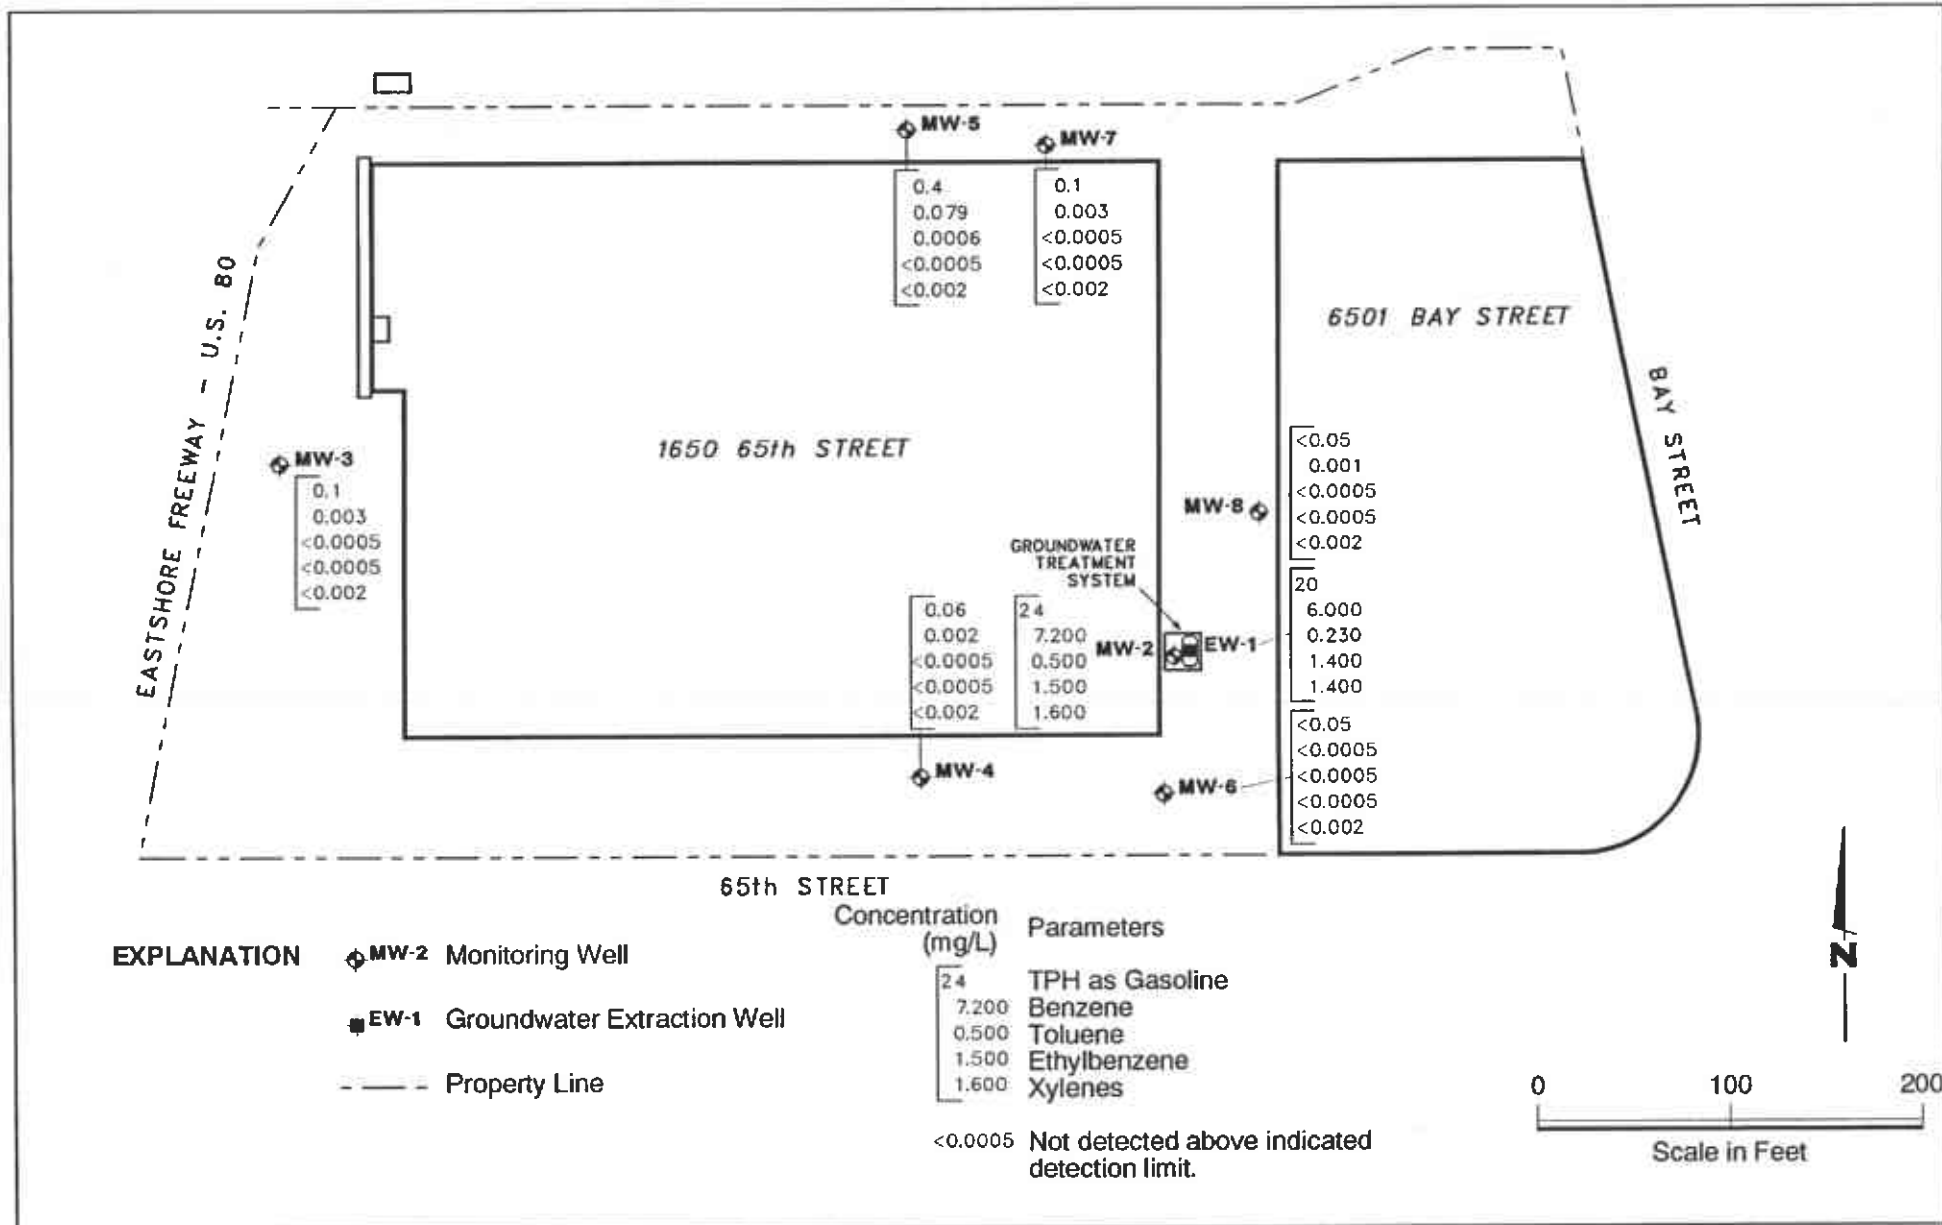 MW-5
MW-7
0.4
0.079
0.0006
<0.0005
<0.002
0.1
0.003
<0.0005
<0.0005
<0.002
6501 BAY STREET
EASTSHORE FREEWAY - U.S. 80
BAY STREET
1650 65th STREET
MW-3
0.1
0.003
<0.0005
<0.0005
<0.002
MW-8
<0.05
0.001
<0.0005
<0.0005
<0.002
GROUNDWATER
TREATMENT
SYSTEM
0.06
0.002
<0.0005
<0.0005
<0.002
24
7.200
0.500
1.500
1.600
MW-2
EW-1
20
6.000
0.230
1.400
1.400
MW-4
MW-6
<0.05
<0.0005
<0.0005
<0.0005
<0.002
65th STREET
EXPLANATION
MW-2 Monitoring Well
EW-1 Groundwater Extraction Well
Property Line
Concentration
(mg/L)
Parameters
24 TPH as Gasoline
7.200 Benzene
0.500 Toluene
1.500 Ethylbenzene
1.600 Xylenes
<0.0005 Not detected above indicated
detection limit.
N
0 100 200
Scale in Feet